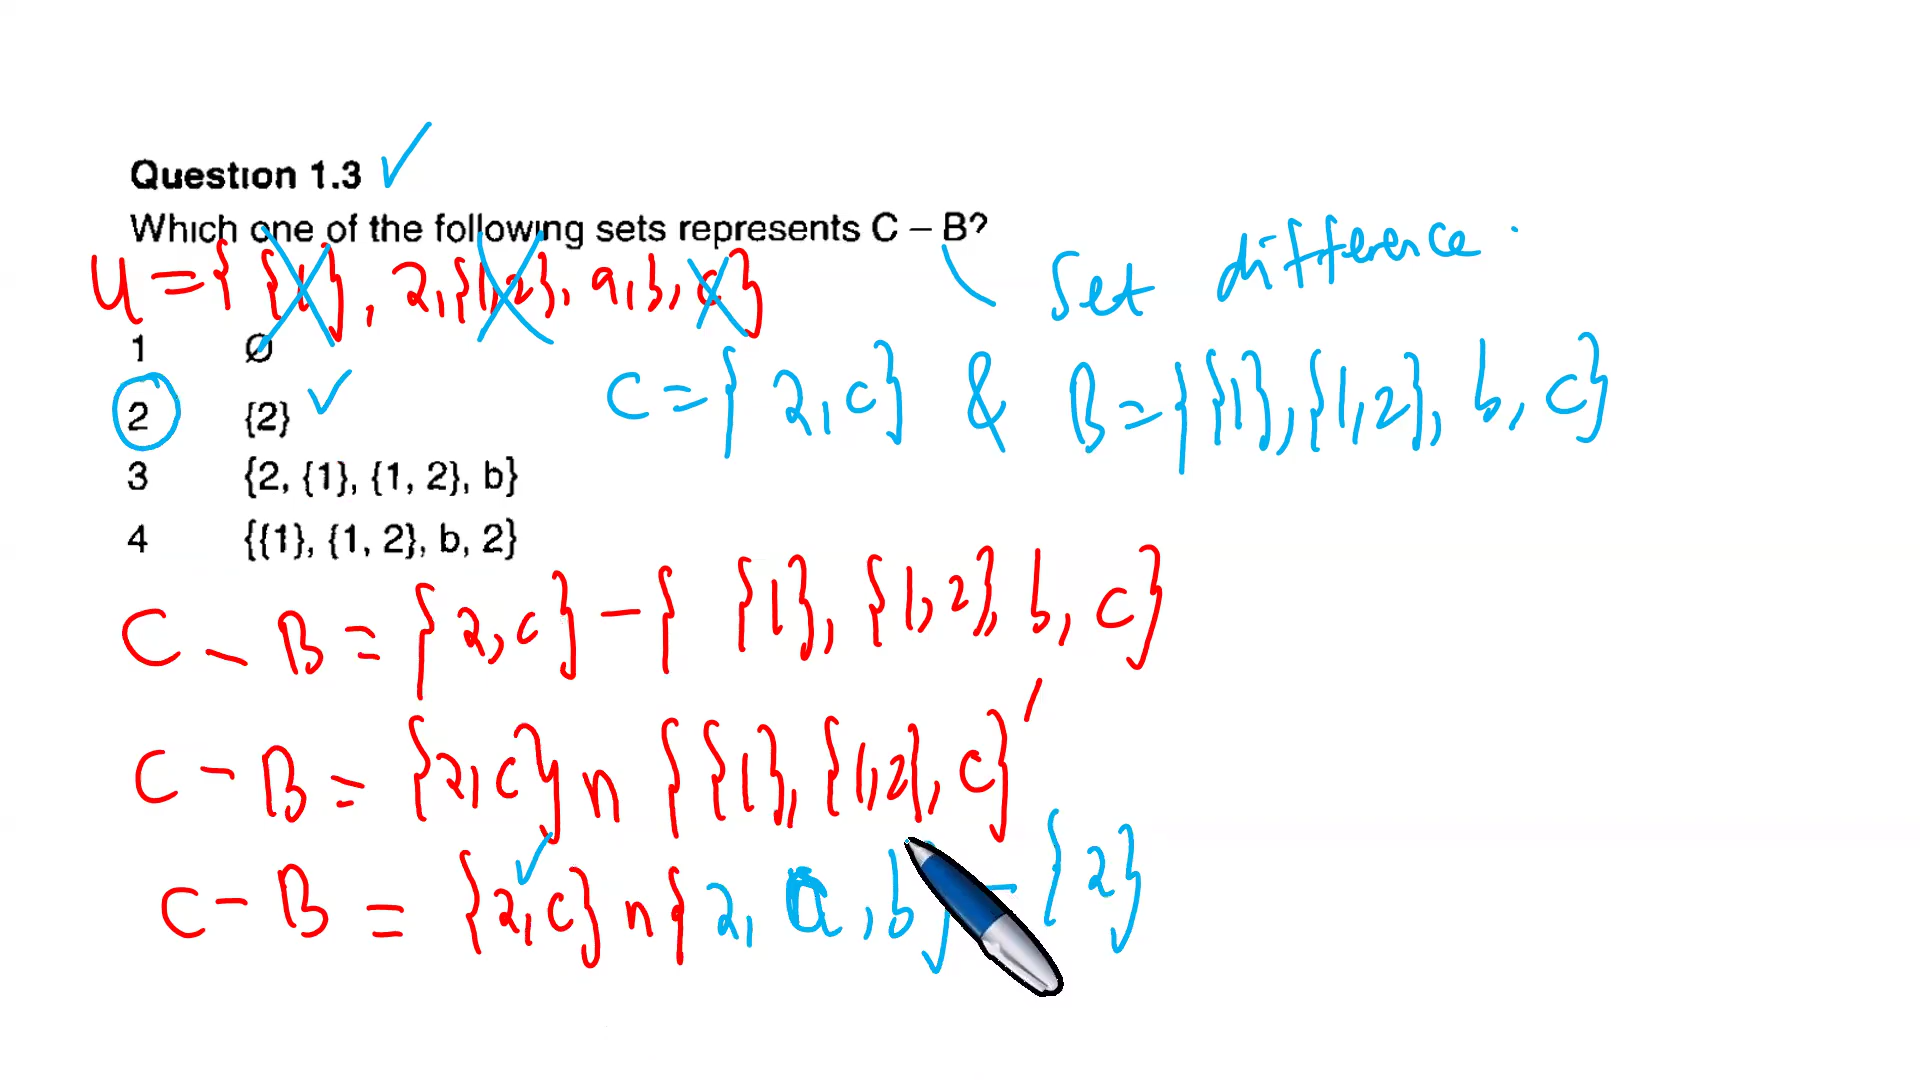 Question 1.3 ✓
Which one of the following sets represents C – B?
U = { {1}, 2, {1,2}, a, b, c}
Set difference.
1 Ø
2 {2} ✓
C = { 2, c} & B = {{1}, {1,2}, b, c}
3 {2, {1}, {1, 2}, b}
4 {{1}, {1, 2}, b, 2}
C – B = {2, c} – { {1}, {1,2}, b, c}
C – B = {2, c} n {{1}, {1,2}, c}'
C – B = {2, c} n {2, a, b} = {2}